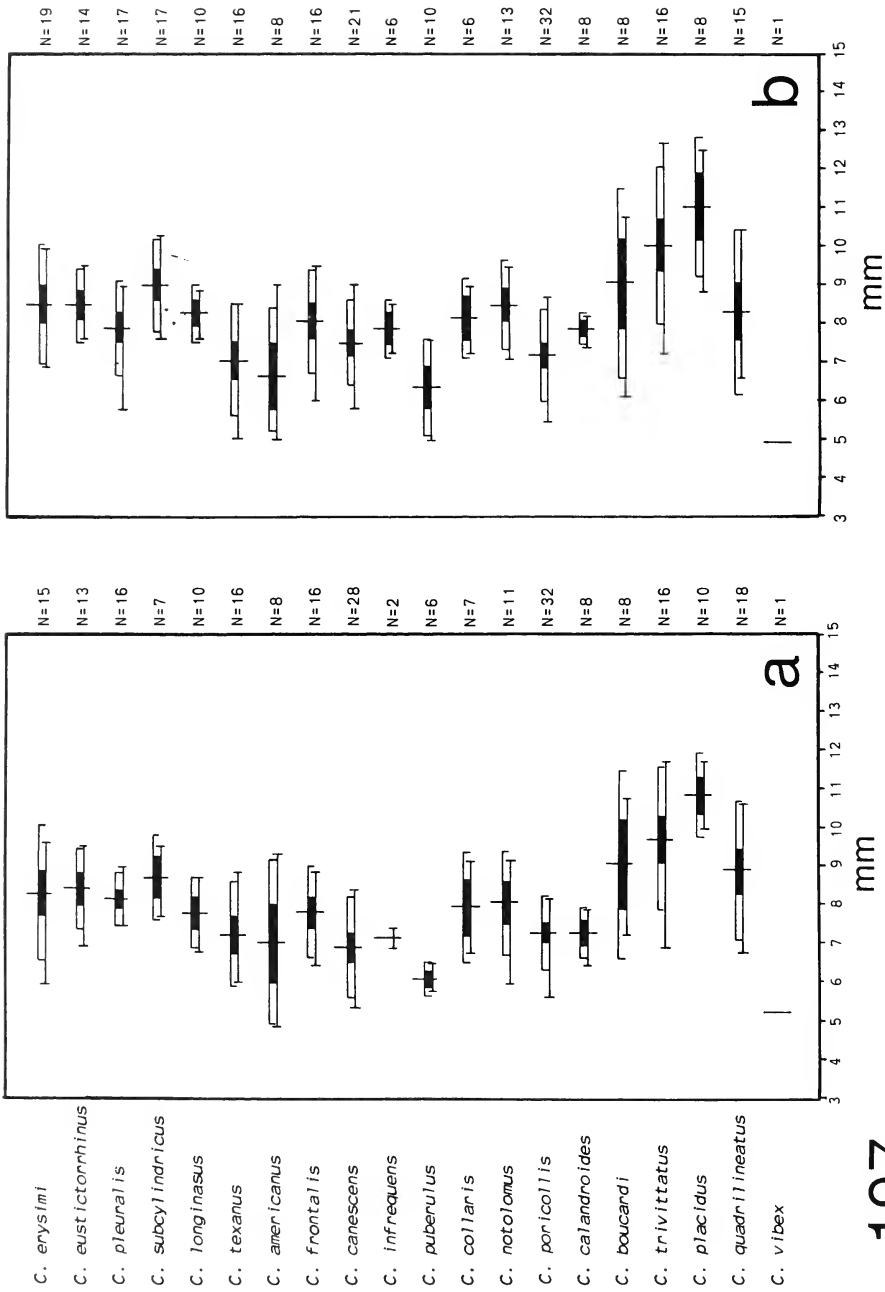 C. erysimi
C. eustictorrhinus
C. pleuralis
C. subcylindricus
C. longinasus
C. texanus
C. americanus
C. frontalis
C. canescens
C. infrequens
C. puberulus
C. collaris
C. notolomus
C. poricollis
C. calandroides
C. boucardi
C. trivittatus
C. placidus
C. quadrilineatus
C. vibex
N=15
N=13
N=16
N=7
N=10
N=16
N=8
N=16
N=28
N=2
N=6
N=7
N=11
N=32
N=8
N=8
N=16
N=10
N=18
N=1
a
3 4 5 6 7 8 9 10 11 12 13 14 15
mm
N=19
N=14
N=17
N=17
N=10
N=16
N=8
N=16
N=21
N=6
N=10
N=6
N=13
N=32
N=8
N=8
N=16
N=8
N=15
N=1
b
3 4 5 6 7 8 9 10 11 12 13 14 15
mm